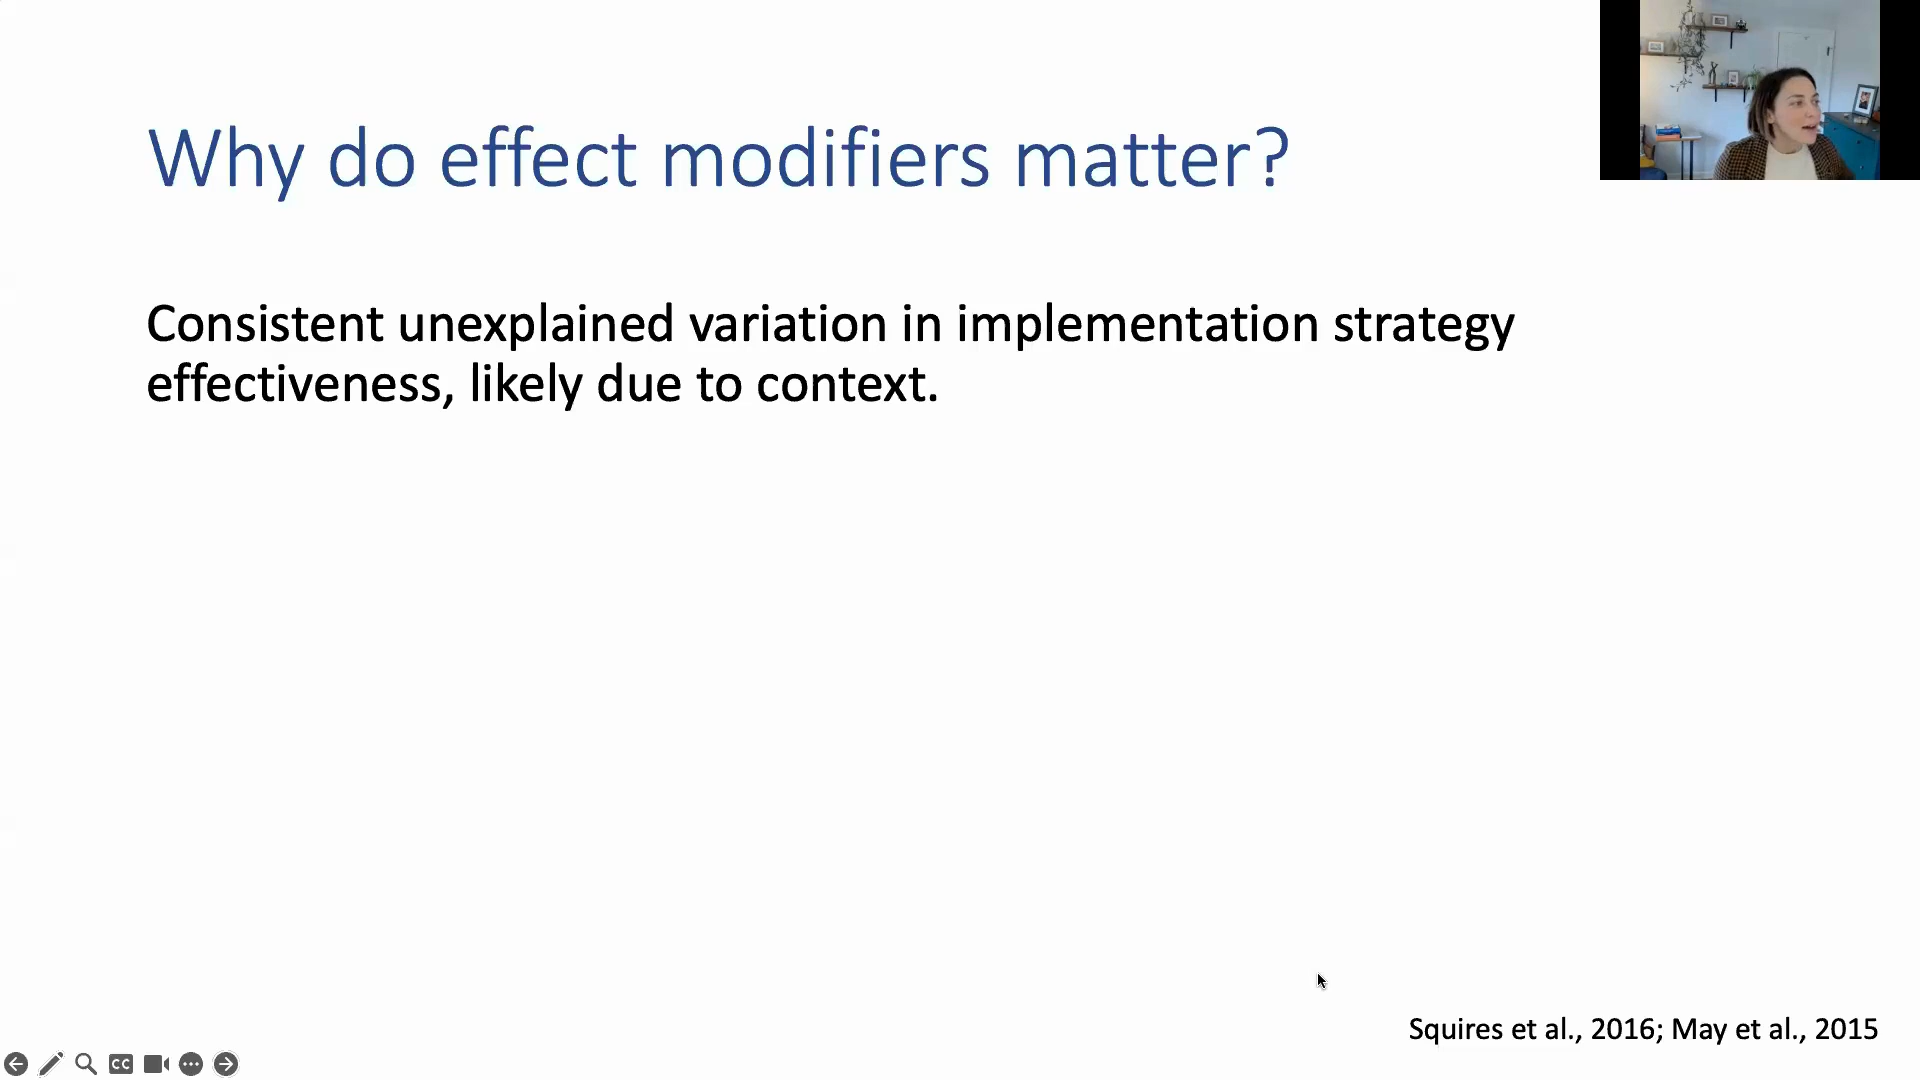 Why do effect modifiers matter?
Consistent unexplained variation in implementation strategy
effectiveness, likely due to context.
Squires et al., 2016; May et al., 2015
CC